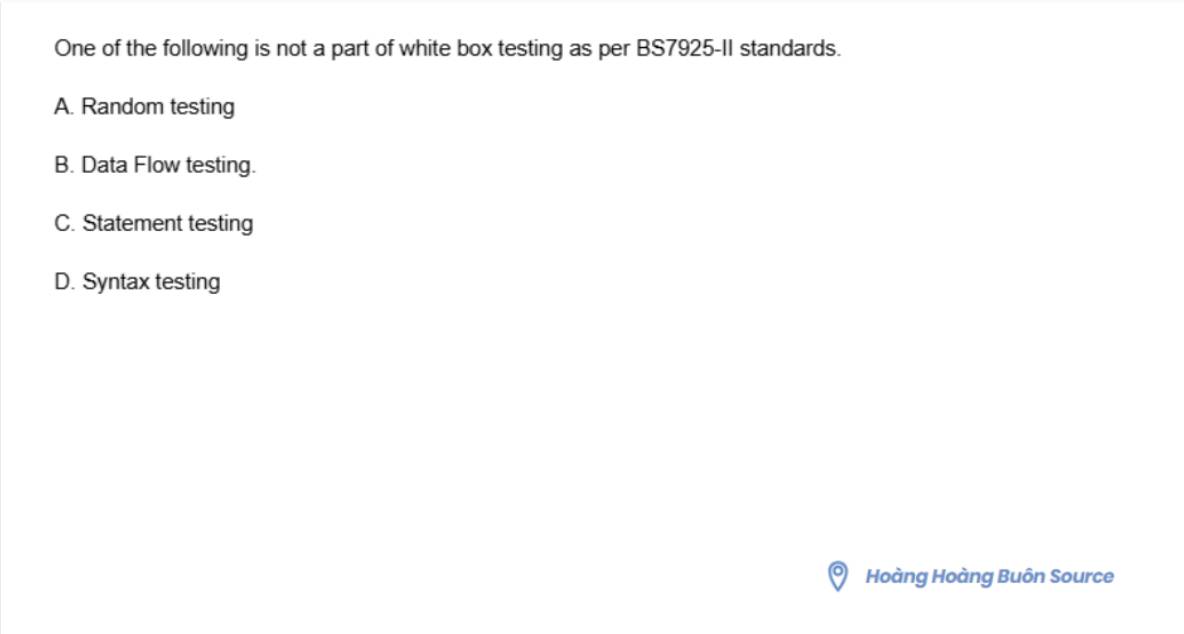 One of the following is not a part of white box testing as per BS7925-II standards.
A. Random testing
B. Data Flow testing.
C. Statement testing
D. Syntax testing
Hoàng Hoàng Buôn Source